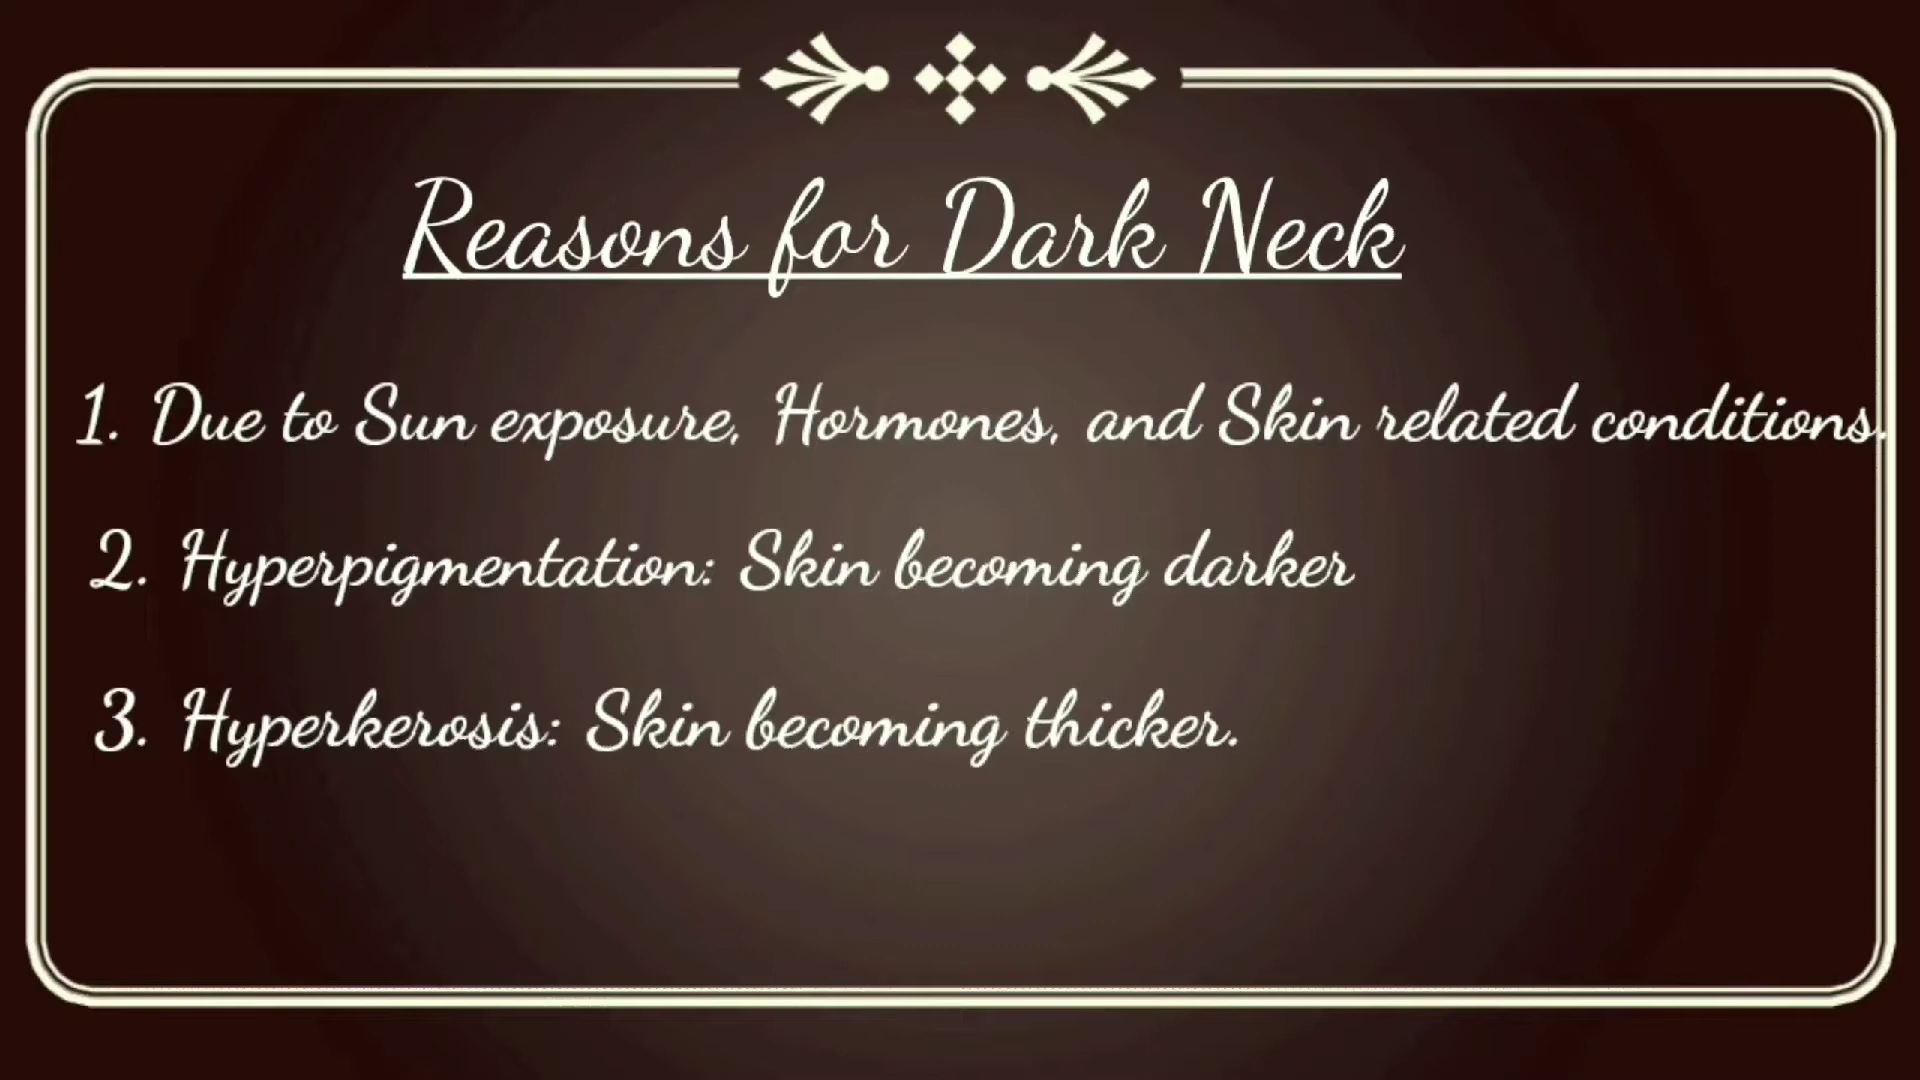 Reasons for Dark Neck
1. Due to Sun exposure, Hormones, and Skin related conditions.
2. Hyperpigmentation: Skin becoming darker
3. Hyperkerosis: Skin becoming thicker.